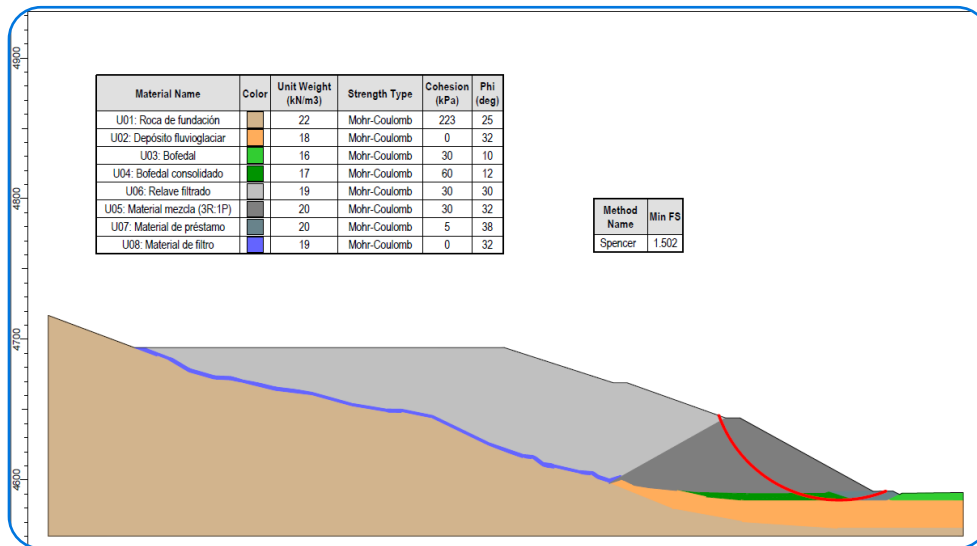 4900
4800
4700
4600
Material Name Color Unit Weight (kN/m3) Strength Type Cohesion (kPa) Phi (deg)
U01: Roca de fundación 22 Mohr-Coulomb 223 25
U02: Depósito fluvioglaciar 18 Mohr-Coulomb 0 32
U03: Bofedal 16 Mohr-Coulomb 30 10
U04: Bofedal consolidado 17 Mohr-Coulomb 60 12
U06: Relave filtrado 19 Mohr-Coulomb 30 30
U05: Material mezcla (3R:1P) 20 Mohr-Coulomb 30 32
U07: Material de préstamo 20 Mohr-Coulomb 5 38
U08: Material de filtro 19 Mohr-Coulomb 0 32
Method Name Min FS
Spencer 1.502